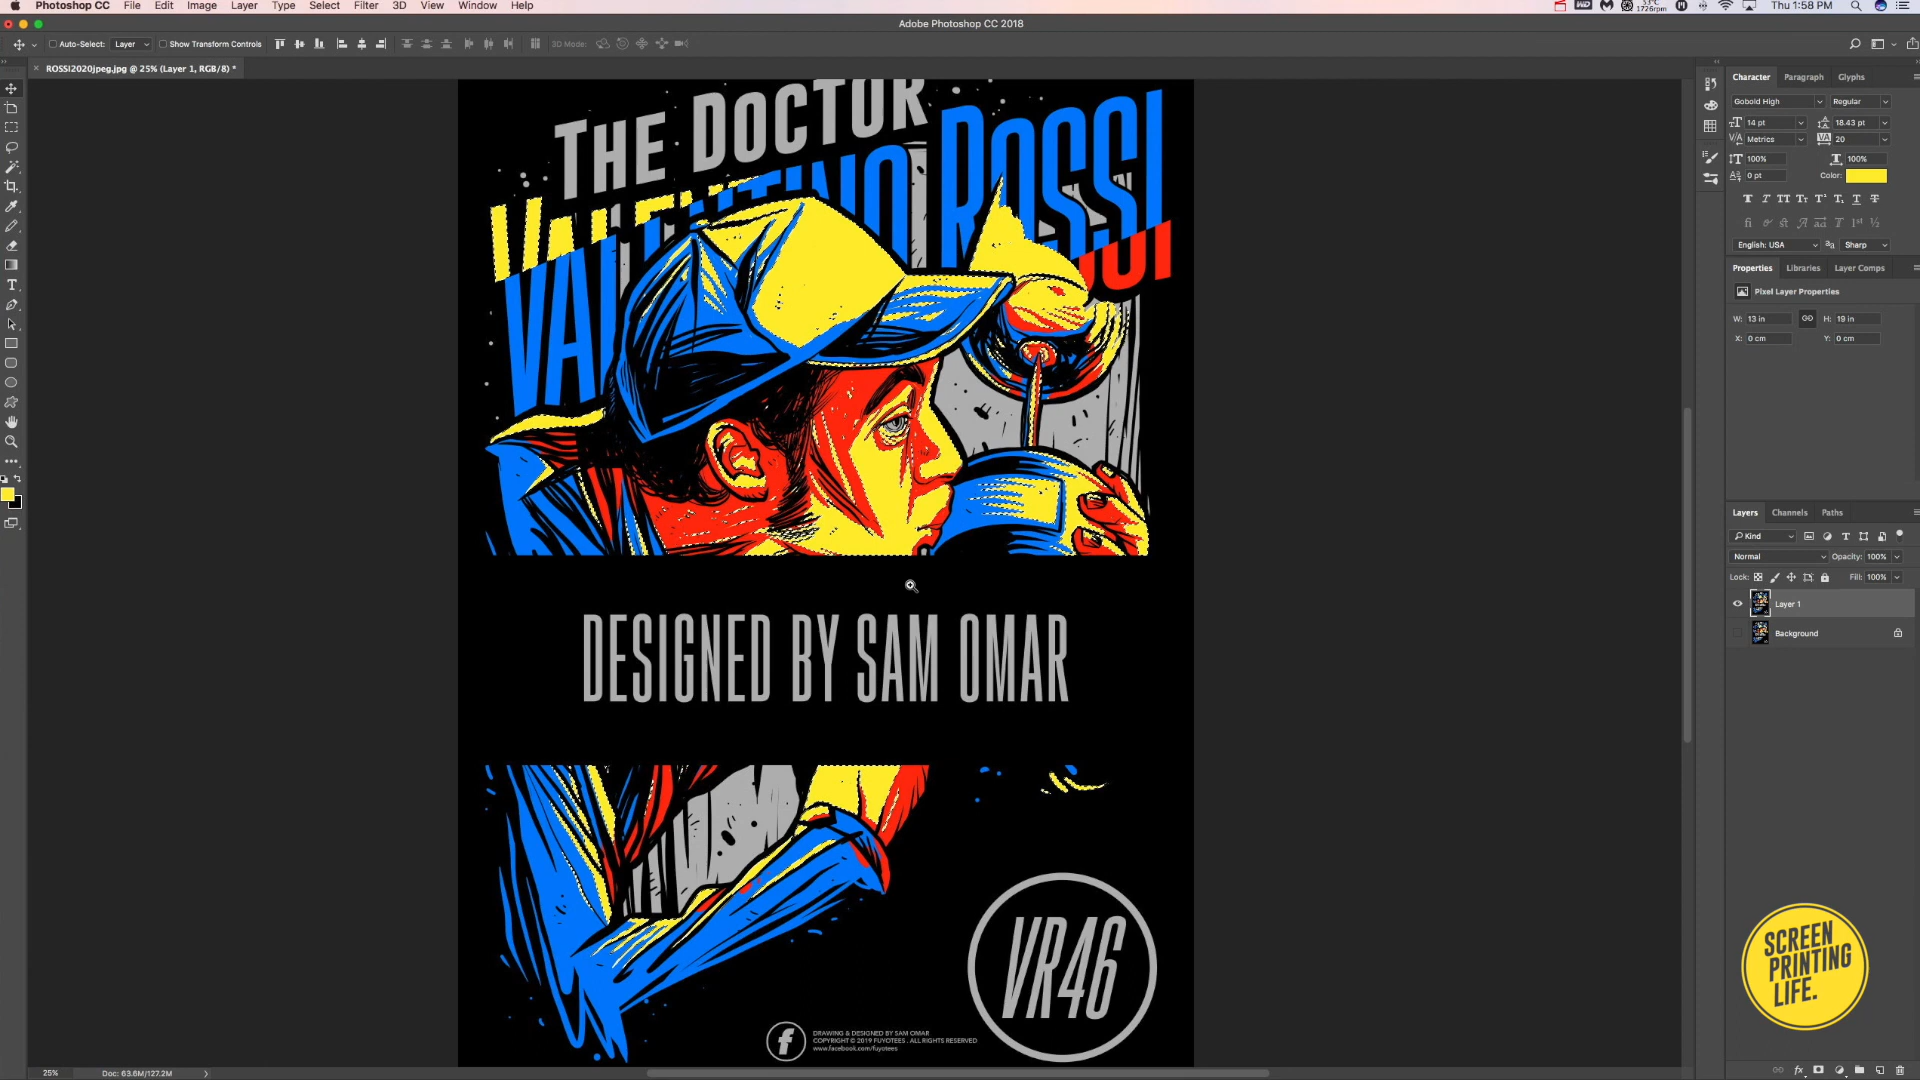 Photoshop CC File Edit Image Layer Type Select Filter 3D View Window Help
53°C
1726rpm
Thu 1:58 PM
Adobe Photoshop CC 2018
Auto-Select: Layer Show Transform Controls 3D Mode:
ROSSI2020jpeg.jpg @ 25% (Layer 1, RGB/8) *
THE DOCTOR
VALENTINO ROSSI
DESIGNED BY SAM OMAR
VR46
DRAWING & DESIGNED BY SAM OMAR
COPYRIGHT © 2019 FUYOTEES . ALL RIGHTS RESERVED
www.facebook.com/fuyotees
Character Paragraph Glyphs
Gobold High Regular
14 pt 18.43 pt
Metrics 20
100% 100%
0 pt Color:
English: USA Sharp
Properties Libraries Layer Comps
Pixel Layer Properties
W: 13 in H: 19 in
X: 0 cm Y: 0 cm
Layers Channels Paths
Kind
Normal Opacity: 100%
Lock: Fill: 100%
Layer 1
Background
SCREEN
PRINTING
LIFE.
25% Doc: 63.6M/127.2M